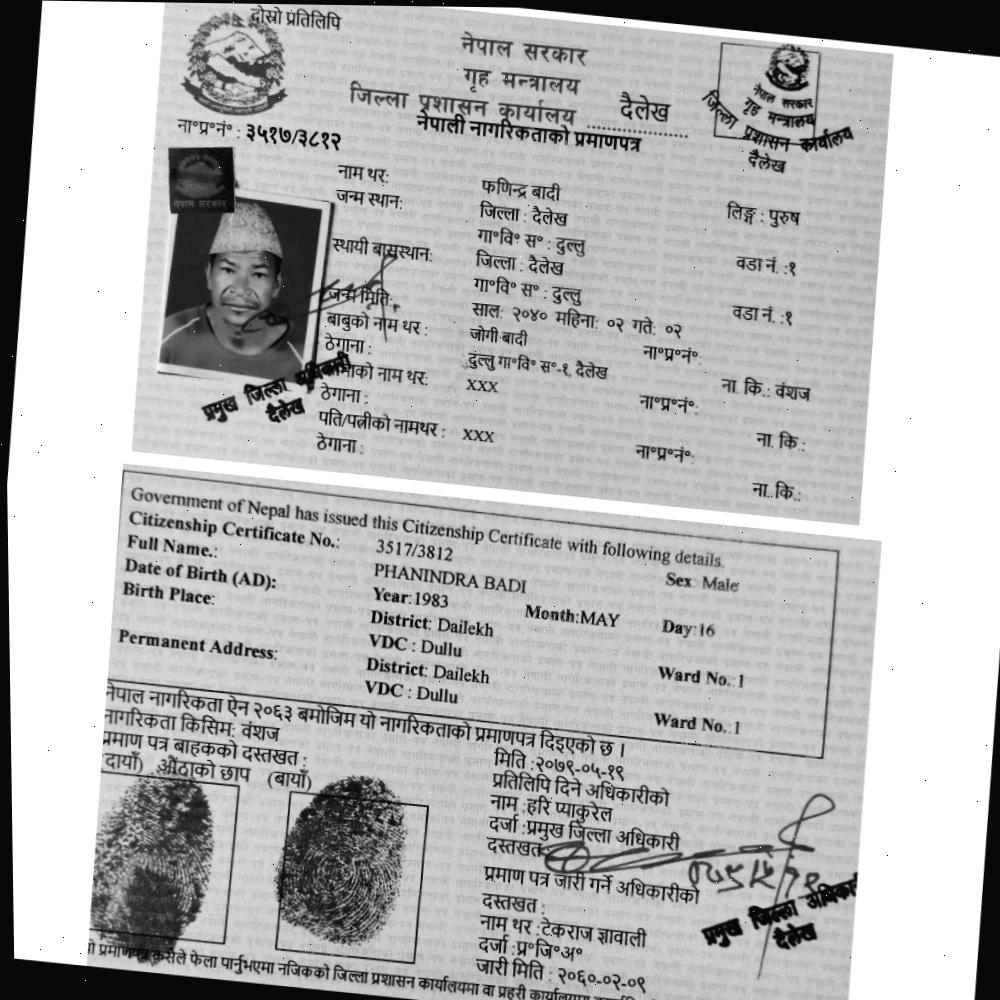 दोस्रो प्रतिलिपि
नेपाल सरकार
गृह मन्त्रालय
जिल्ला प्रशासन कार्यालय दैलेख
नेपाली नागरिकताको प्रमाणपत्र
नेपाल सरकार
गृह मन्त्रालय
जिल्ला प्रशासन कार्यालय
दैलेख
ना॰प्र॰नं॰ : ३५१७/३८१२
नेपाल सरकार
नाम थर: फणिन्द्र बादी लिङ्ग : पुरुष
जन्म स्थान: जिल्ला : दैलेख
गा॰वि॰ स॰ : दुल्लु वडा नं. :१
स्थायी बासस्थान: जिल्ला : दैलेख
गा॰वि॰ स॰ : दुल्लु वडा नं. :१
जन्म मिति: साल: २०४० महिना: ०२ गते: ०२
बाबुको नाम थर : जोगी बादी ना॰प्र॰नं॰:
ठेगाना : दुल्लु गा॰वि॰ स॰-१, दैलेख ना. कि.: वंशज
नाम थर: XXX ना॰प्र॰नं॰:
ठेगाना : ना. कि.:
पति/पत्नीको नामथर : XXX ना॰प्र॰नं॰:
ठेगाना : ना. कि.:
प्रमुख जिल्ला अधिकारी
दैलेख
Government of Nepal has issued this Citizenship Certificate with following details.
Citizenship Certificate No.: 3517/3812 Sex: Male
Full Name.: PHANINDRA BADI
Date of Birth (AD): Year:1983 Month:MAY Day:16
Birth Place: District: Dailekh
VDC : Dullu Ward No.:1
Permanent Address: District: Dailekh
VDC : Dullu Ward No.:1
नेपाल नागरिकता ऐन २०६३ बमोजिम यो नागरिकताको प्रमाणपत्र दिइएको छ ।
नागरिकता किसिम: वंशज
प्रमाण पत्र बाहकको दस्तखत :
दायाँ) औंठाको छाप (बायाँ)
मिति :२०७९-०५-१९
प्रतिलिपि दिने अधिकारीको
नाम :हरि प्याकुरेल
दर्जा :प्रमुख जिल्ला अधिकारी
दस्तखत:
प्रमाण पत्र जारी गर्ने अधिकारीको
दस्तखत :
नाम थर : टेकराज ज्ञावाली
दर्जा :प्र॰जि॰अ॰
जारी मिति : २०६०-०२-०९
प्रमुख जिल्ला अधिकारी
दैलेख
यो प्रमाणपत्र कसैले फेला पार्नुभएमा नजिकको जिल्ला प्रशासन कार्यालयमा वा प्रहरी कार्यालयमा